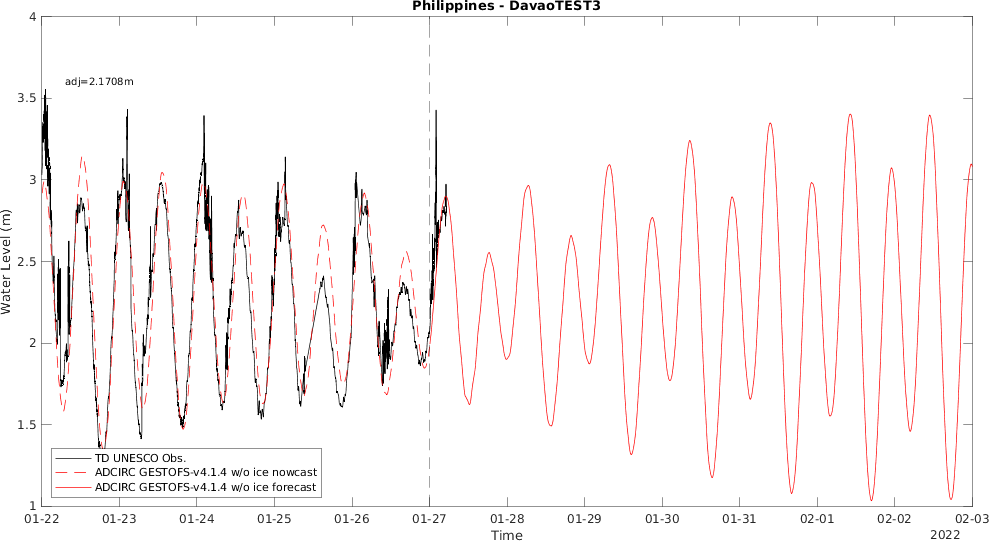 Philippines - DavaoTEST3
4
adj=2.1708m
3.5
3
2.5
2
1.5
1
Water Level (m)
TD UNESCO Obs.
ADCIRC GESTOFS-v4.1.4 w/o ice nowcast
ADCIRC GESTOFS-v4.1.4 w/o ice forecast
01-22 01-23 01-24 01-25 01-26 01-27 01-28 01-29 01-30 01-31 02-01 02-02 02-03
Time
2022